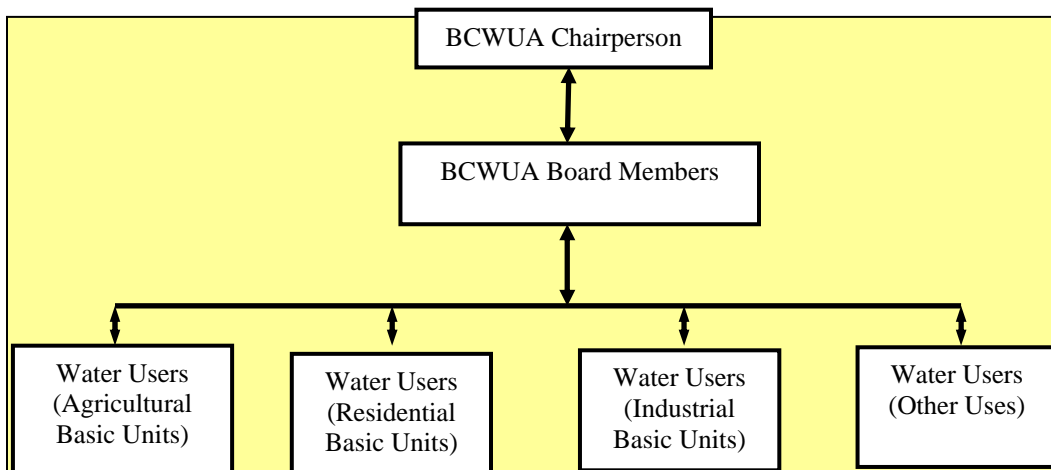 BCWUA Chairperson
BCWUA Board Members
Water Users
(Agricultural
Basic Units)
Water Users
(Residential
Basic Units)
Water Users
(Industrial
Basic Units)
Water Users
(Other Uses)